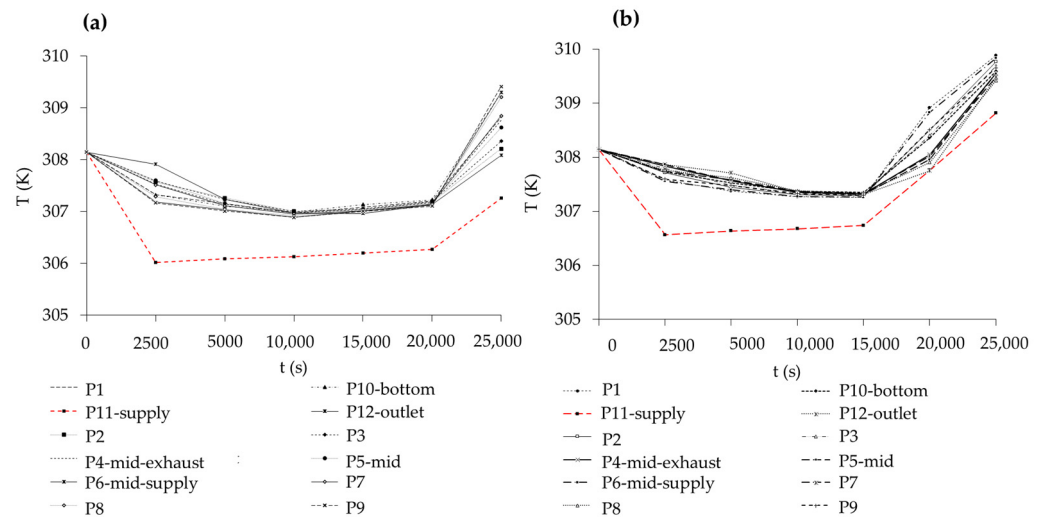 (a)
310
309
308
307
306
305
T (K)
0 2500 5000 10,000 15,000 20,000 25,000
t (s)
P1
P11-supply
P2
P4-mid-exhaust
P6-mid-supply
P8
P10-bottom
P12-outlet
P3
P5-mid
P7
P9
(b)
310
309
308
307
306
305
T (K)
0 2500 5000 10,000 15,000 20,000 25,000
t (s)
P1
P11-supply
P2
P4-mid-exhaust
P6-mid-supply
P8
P10-bottom
P12-outlet
P3
P5-mid
P7
P9